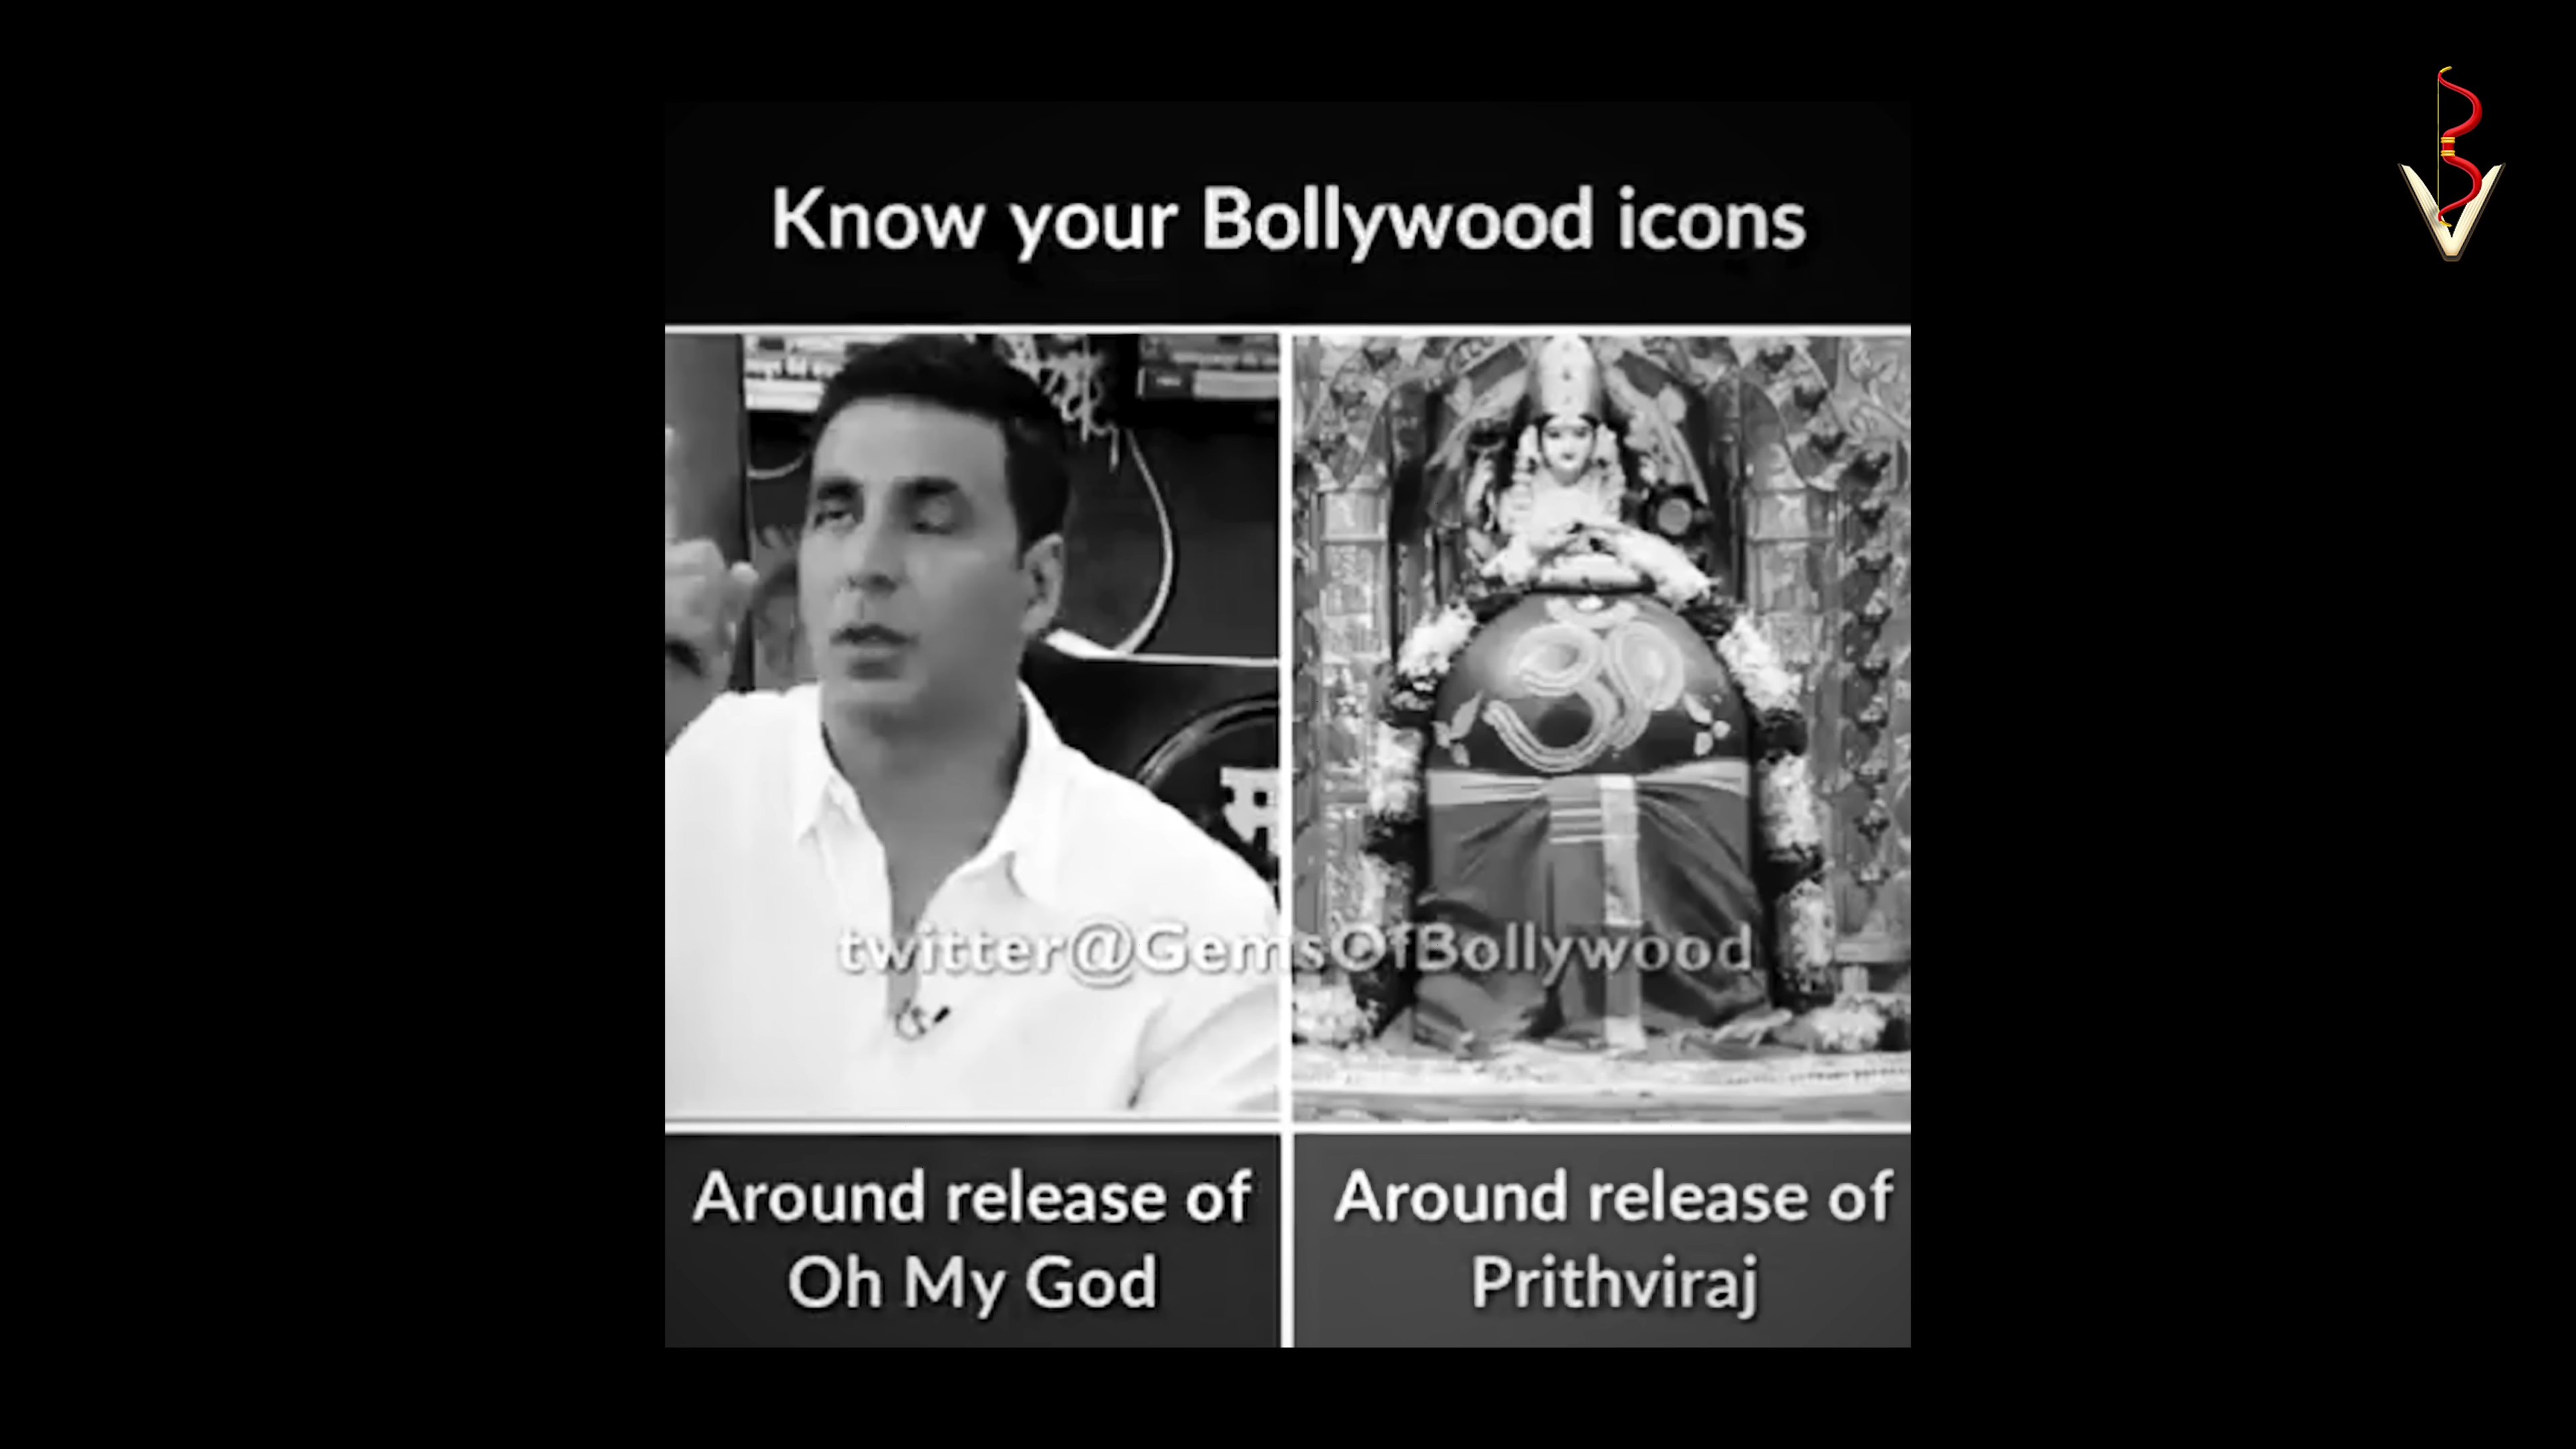 Know your Bollywood icons
म
ॐ
twitter@GemsOfBollywood
Around release of
Oh My God
Around release of
Prithviraj